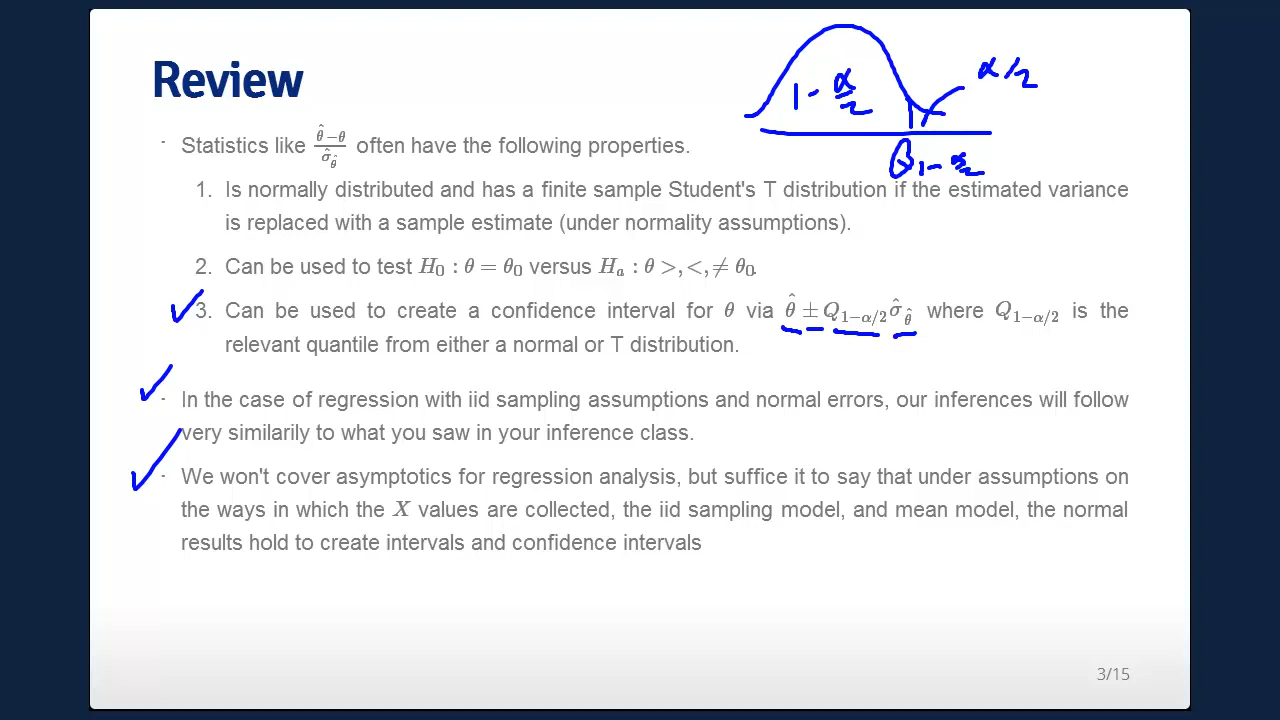 Review
1 - α/2
α/2
Q1-α/2
· Statistics like (θ̂−θ)/σ̂_θ̂ often have the following properties.
1. Is normally distributed and has a finite sample Student's T distribution if the estimated variance
is replaced with a sample estimate (under normality assumptions).
2. Can be used to test H₀ : θ = θ₀ versus Hₐ : θ >, <, ≠ θ₀.
3. Can be used to create a confidence interval for θ via θ̂ ± Q₁₋α/₂σ̂_θ̂ where Q₁₋α/₂ is the
relevant quantile from either a normal or T distribution.
· In the case of regression with iid sampling assumptions and normal errors, our inferences will follow
very similarily to what you saw in your inference class.
· We won't cover asymptotics for regression analysis, but suffice it to say that under assumptions on
the ways in which the X values are collected, the iid sampling model, and mean model, the normal
results hold to create intervals and confidence intervals
3/15